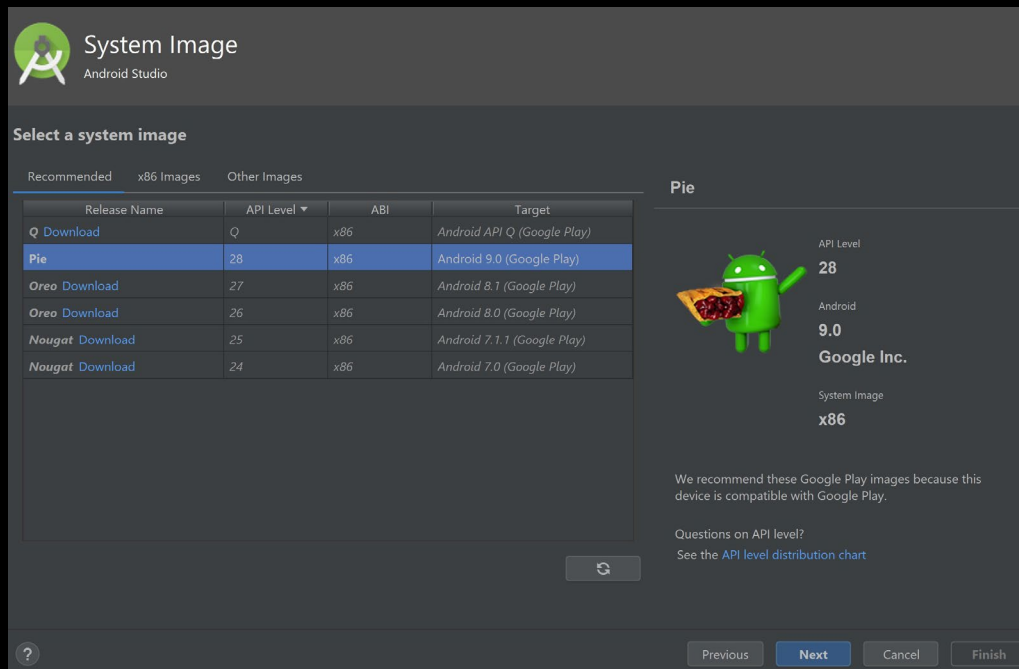 System Image
Android Studio
Select a system image
Recommended x86 Images Other Images
Release Name API Level ABI Target
Q Download Q x86 Android API Q (Google Play)
Pie 28 x86 Android 9.0 (Google Play)
Oreo Download 27 x86 Android 8.1 (Google Play)
Oreo Download 26 x86 Android 8.0 (Google Play)
Nougat Download 25 x86 Android 7.1.1 (Google Play)
Nougat Download 24 x86 Android 7.0 (Google Play)
Pie
API Level
28
Android
9.0
Google Inc.
System Image
x86
We recommend these Google Play images because this
device is compatible with Google Play.
Questions on API level?
See the API level distribution chart
? Previous Next Cancel Finish